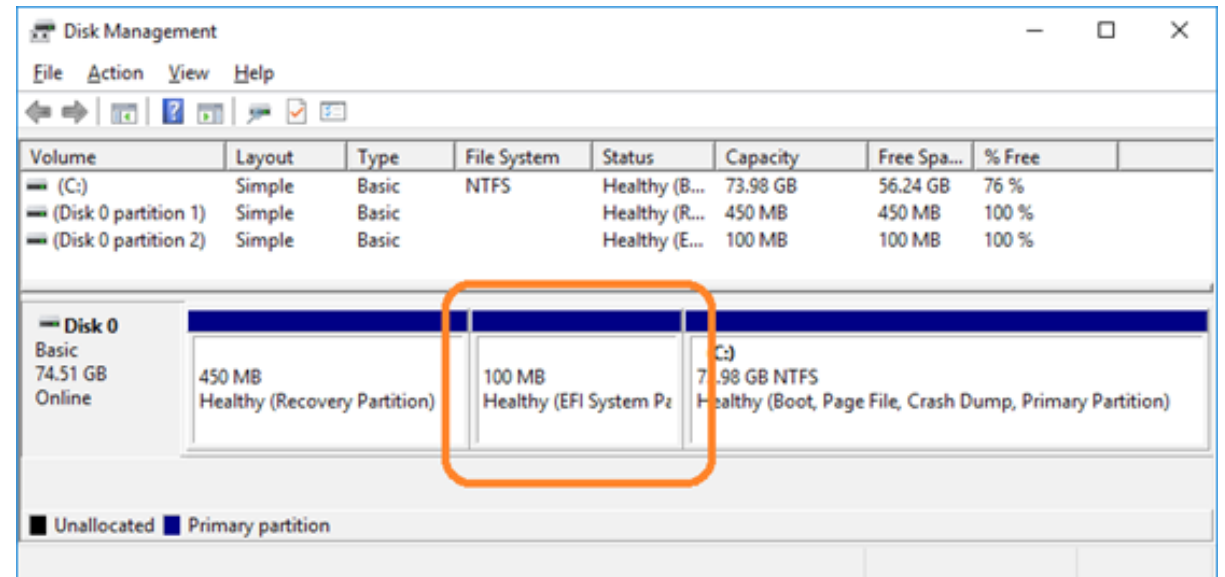 Disk Management
File Action View Help
Volume Layout Type File System Status Capacity Free Spa... % Free
(C:) Simple Basic NTFS Healthy (B... 73.98 GB 56.24 GB 76 %
(Disk 0 partition 1) Simple Basic Healthy (R... 450 MB 450 MB 100 %
(Disk 0 partition 2) Simple Basic Healthy (E... 100 MB 100 MB 100 %
Disk 0
Basic
74.51 GB
Online
450 MB
Healthy (Recovery Partition)
100 MB
Healthy (EFI System Pa
C:)
7 .98 GB NTFS
Healthy (Boot, Page File, Crash Dump, Primary Partition)
Unallocated Primary partition